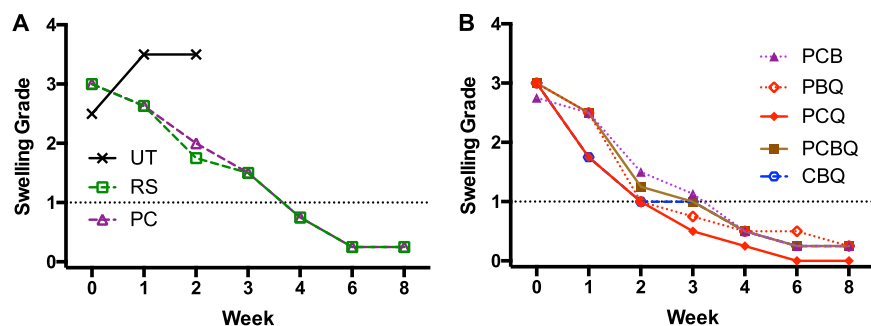 A
Swelling Grade
4
3
2
1
0
UT
RS
PC
0 1 2 3 4 6 8
Week
B
Swelling Grade
4
3
2
1
0
PCB
PBQ
PCQ
PCBQ
CBQ
0 1 2 3 4 6 8
Week